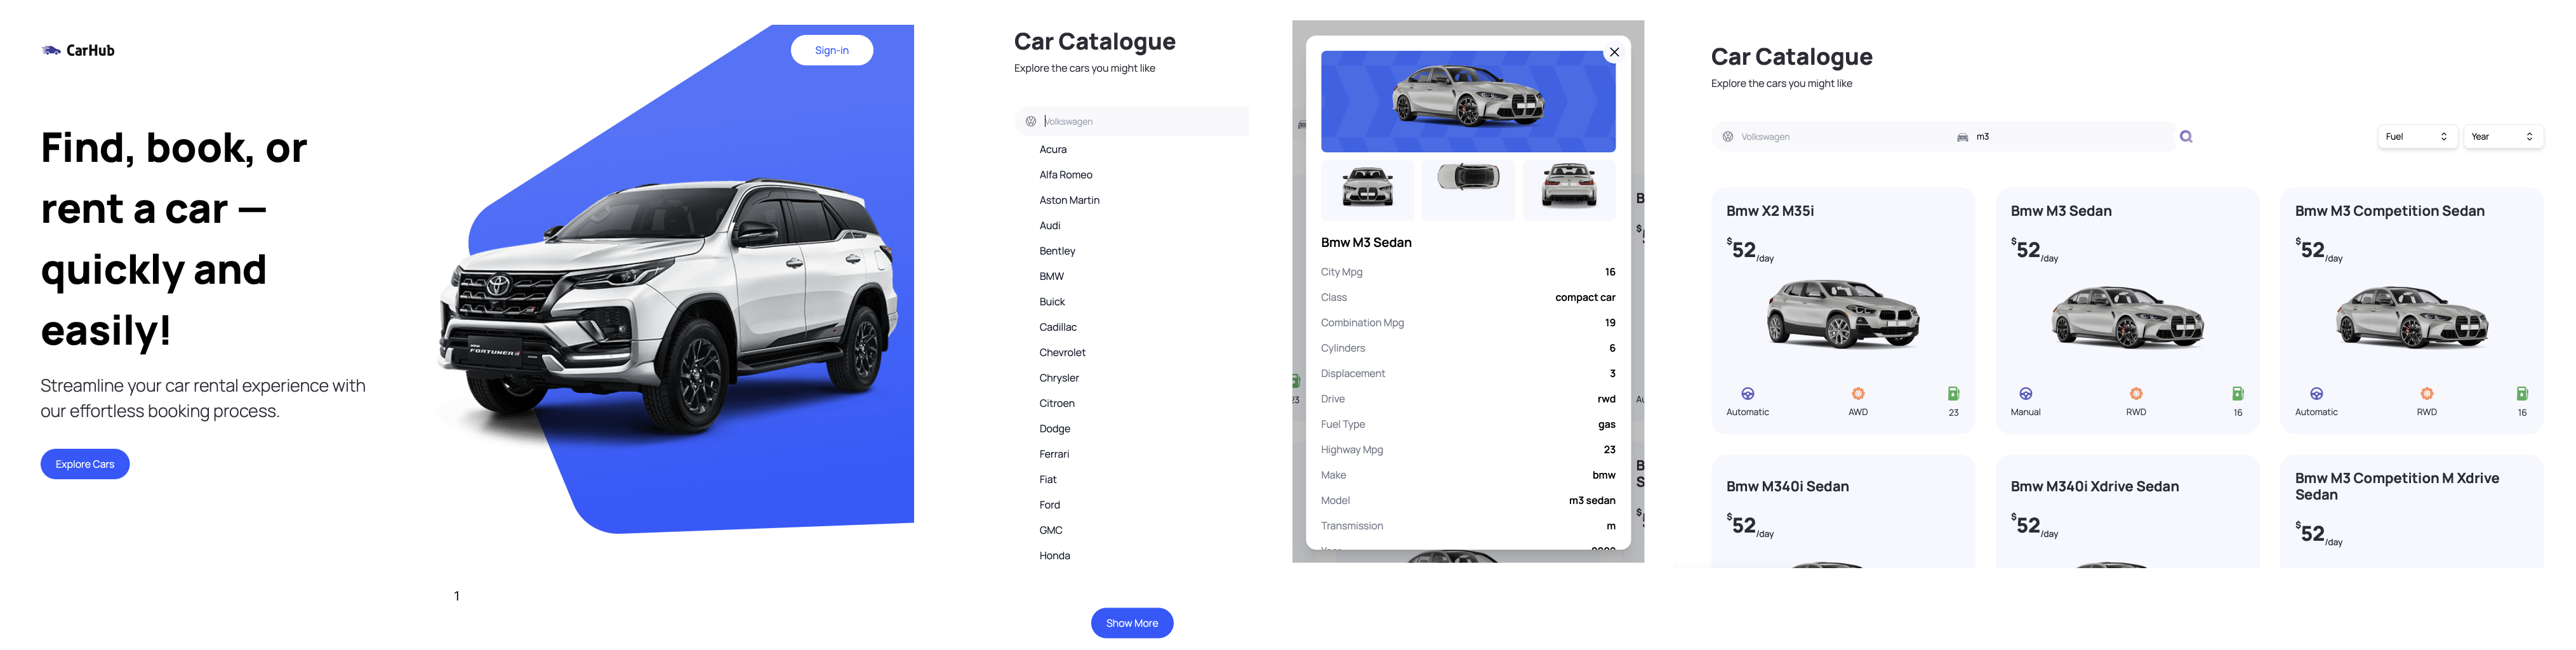 CarHub
Sign-in
Find, book, or
rent a car —
quickly and
easily!
Streamline your car rental experience with
our effortless booking process.
Explore Cars
NEW
FORTUNER
1
Car Catalogue
Explore the cars you might like
Volkswagen
Acura
Alfa Romeo
Aston Martin
Audi
Bentley
BMW
Buick
Cadillac
Chevrolet
Chrysler
Citroen
Dodge
Ferrari
Fiat
Ford
GMC
Honda
Show More
Bmw M3 Sedan
City Mpg 16
Class compact car
Combination Mpg 19
Cylinders 6
Displacement 3
Drive rwd
Fuel Type gas
Highway Mpg 23
Make bmw
Model m3 sedan
Transmission m
Car Catalogue
Explore the cars you might like
Volkswagen
m3
Fuel
Year
Bmw X2 M35i
$52/day
Automatic AWD 23
Bmw M3 Sedan
$52/day
Manual RWD 16
Bmw M3 Competition Sedan
$52/day
Automatic RWD 16
Bmw M340i Sedan
$52/day
Bmw M340i Xdrive Sedan
$52/day
Bmw M3 Competition M Xdrive
Sedan
$52/day